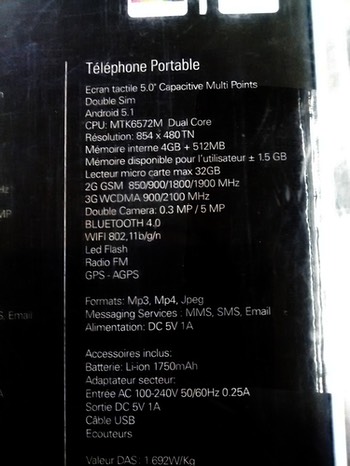 Téléphone Portable
Ecran tactile 5.0" Capacitive Multi Points
Double Sim
Android 5.1
CPU: MTK6572M Dual Core
Résolution: 854 x 480 TN
Mémoire interne 4GB + 512MB
Mémoire disponible pour l'utilisateur ± 1.5 GB
Lecteur micro carte max 32GB
2G GSM 850/900/1800/1900 MHz
3G WCDMA 900/2100 MHz
Double Camera: 0.3 MP / 5 MP
BLUETOOTH 4.0
WIFI 802,11b/g/n
Led Flash
Radio FM
GPS - AGPS
Formats: Mp3, Mp4, Jpeg
Messaging Services : MMS, SMS, Email
Alimentation: DC 5V 1A
Accessoires inclus:
Batterie: Li-ion 1750mAh
Adaptateur secteur:
Entrée AC 100-240V 50/60Hz 0.25A
Sortie DC 5V 1A
Câble USB
Ecouteurs
Valeur DAS : 1.692W/Kg
Hz
MP
S, Email